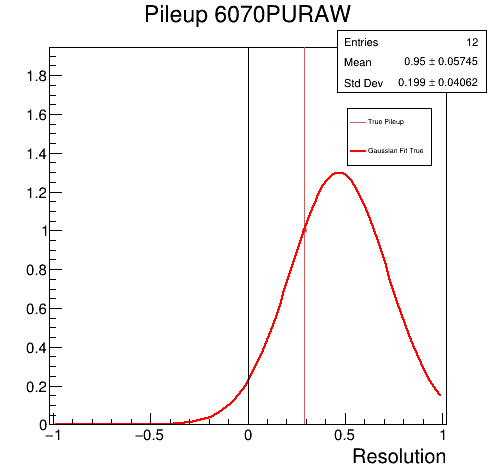 Pileup 6070PURAW
Entries 12
Mean 0.95 ± 0.05745
Std Dev 0.199 ± 0.04062
True Pileup
Gaussian Fit True
1.8
1.6
1.4
1.2
1
0.8
0.6
0.4
0.2
0
−1 −0.5 0 0.5 1
Resolution